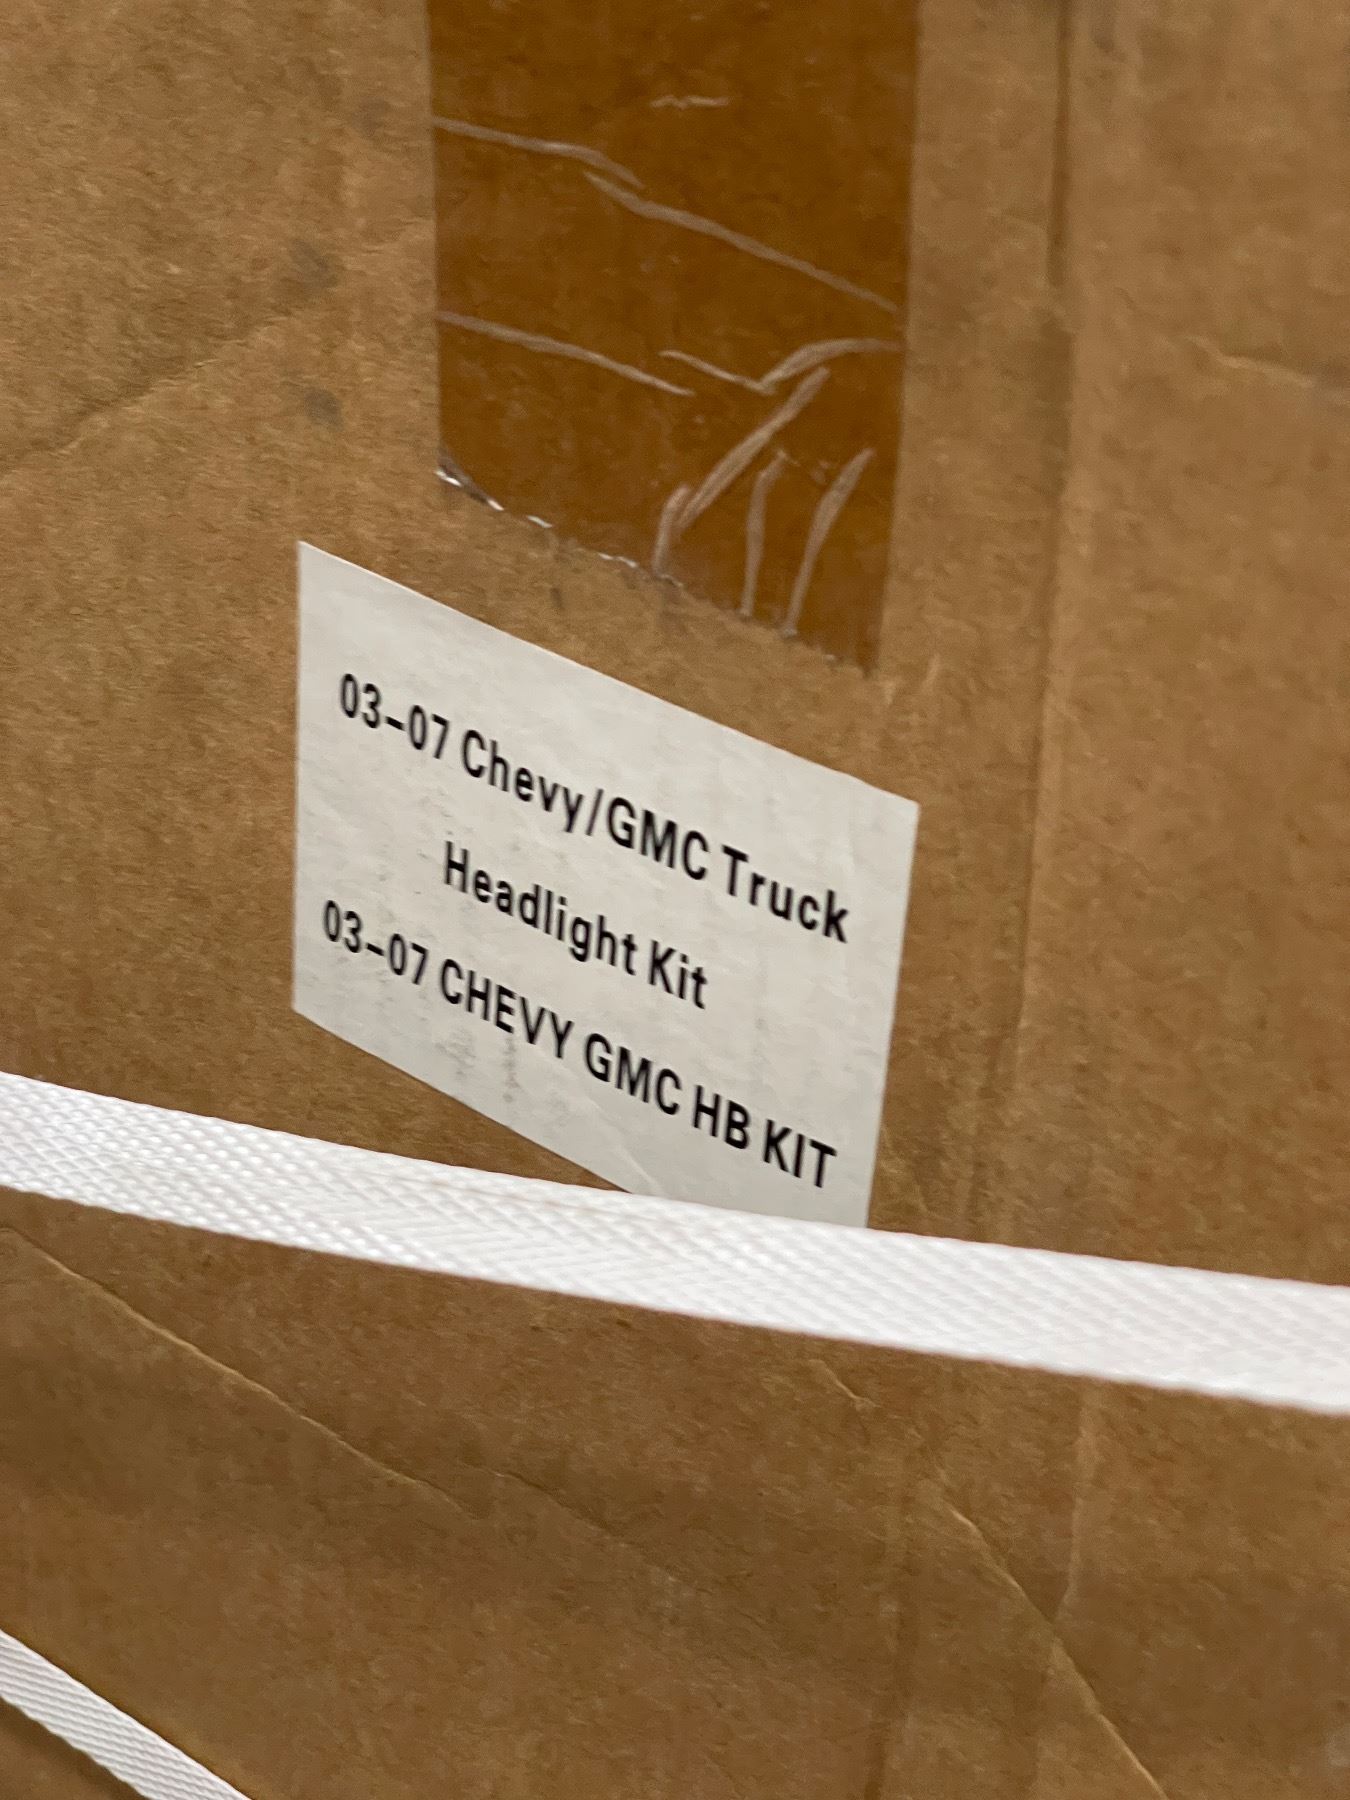 03-07 Chevy/GMC Truck
Headlight Kit
03-07 CHEVY GMC HB KIT